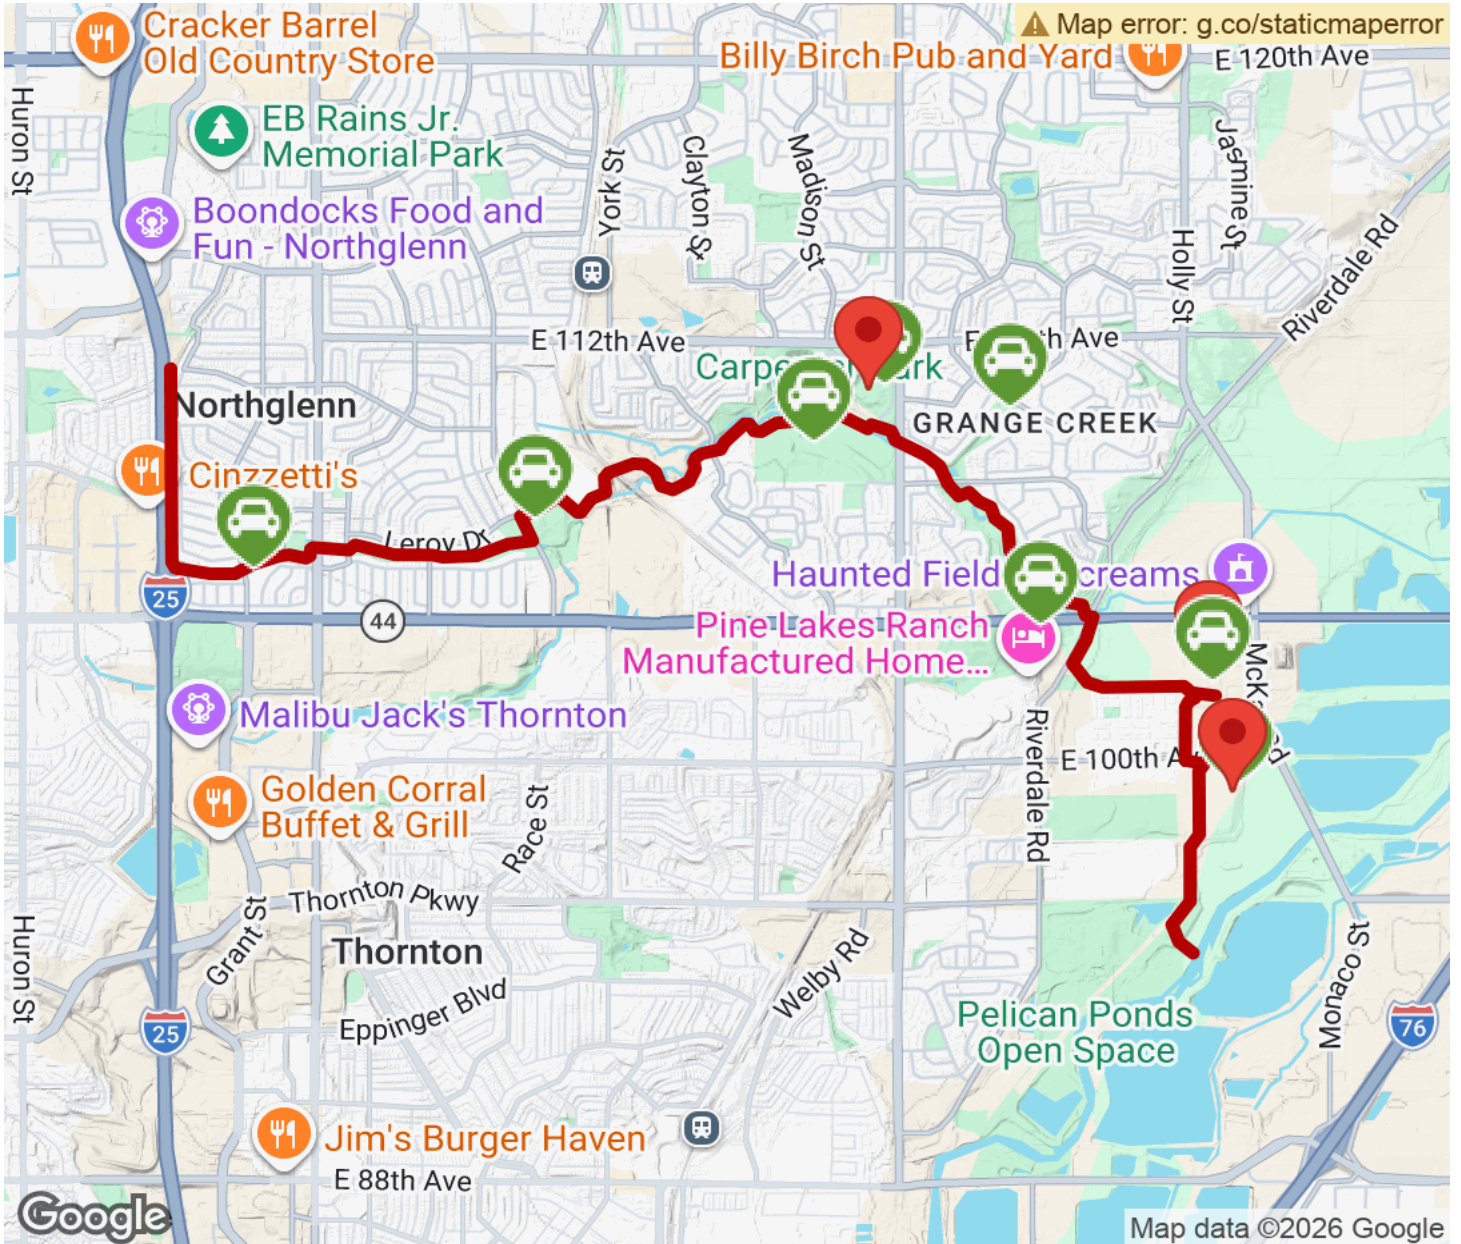 Cracker Barrel
Old Country Store
Map error: g.co/staticmaperror
Billy Birch Pub and Yard
E 120th Ave
Huron St
EB Rains Jr.
Memorial Park
York St
Clayton St
Madison St
Jasmine St
Boondocks Food and
Fun - Northglenn
Holly St
Riverdale Rd
E 112th Ave
Ave
Northglenn
GRANGE CREEK
Cinzzetti's
Leroy Dr
Haunted Field
creams
25
44
Pine Lakes Ranch
Manufactured Home...
Malibu Jack's Thornton
Riverdale Rd
E 100th
Golden Corral
Buffet & Grill
Race St
Thornton Pkwy
Huron St
Grant St
Thornton
Welby Rd
Monaco St
Eppinger Blvd
Pelican Ponds
Open Space
25
76
Jim's Burger Haven
E 88th Ave
Google
Map data ©2026 Google